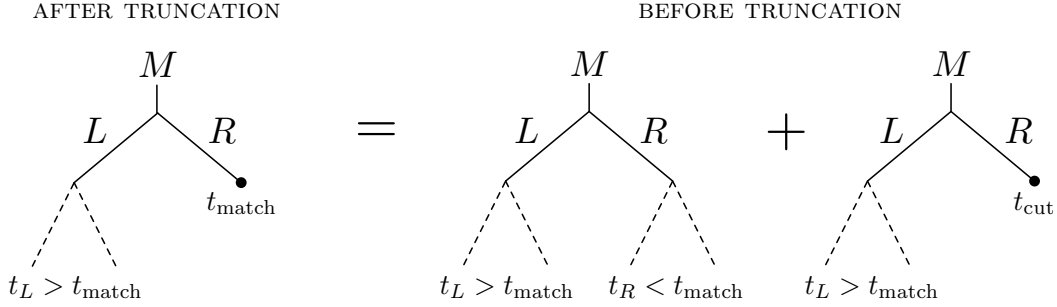 AFTER TRUNCATION
BEFORE TRUNCATION
M
M
M
L
R
=
L
R
+
L
R
t_match
t_cut
t_L > t_match
t_L > t_match
t_R < t_match
t_L > t_match